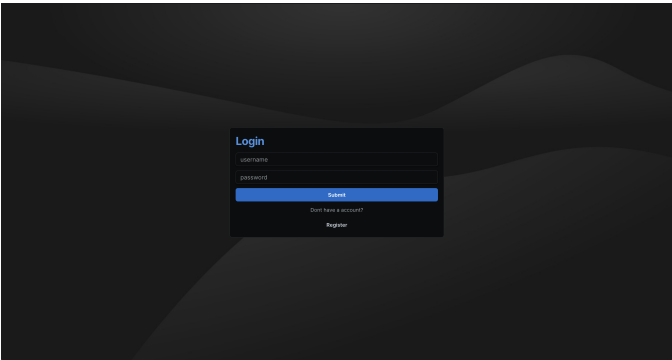 Login
username
password
Submit
Dont have a account?
Register